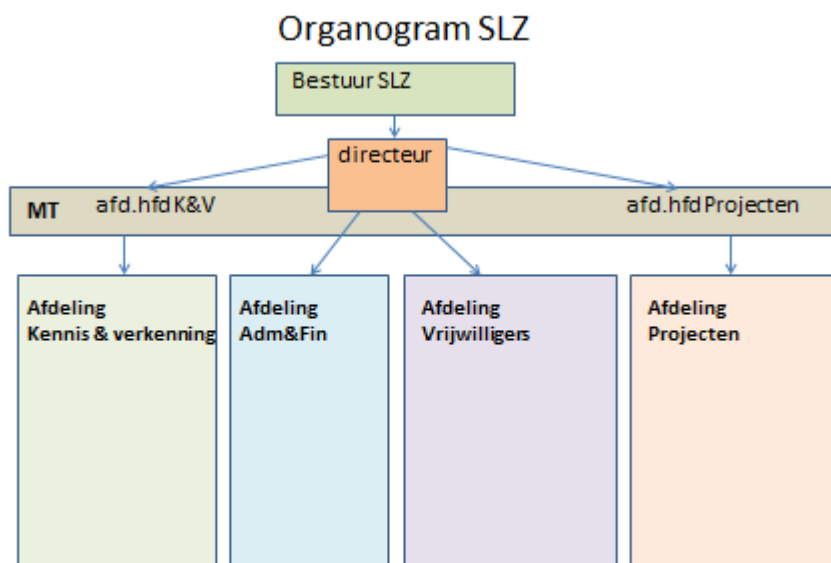 Organogram SLZ
Bestuur SLZ
directeur
MT afd.hfd K&V afd.hfd Projecten
Afdeling
Kennis & verkenning
Afdeling
Adm&Fin
Afdeling
Vrijwilligers
Afdeling
Projecten